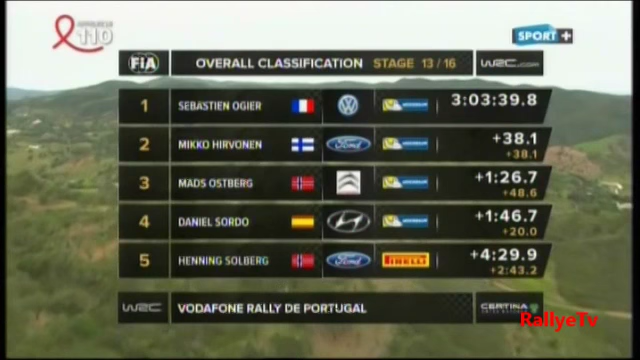 110
SPORT +
FIA
OVERALL CLASSIFICATION STAGE 13 / 16
WRC.COM
1 SEBASTIEN OGIER 3:03:39.8
2 MIKKO HIRVONEN Ford +38.1
+38.1
3 MADS OSTBERG +1:26.7
+48.6
4 DANIEL SORDO +1:46.7
+20.0
5 HENNING SOLBERG Ford PIRELLI +4:29.9
+2:43.2
WRC VODAFONE RALLY DE PORTUGAL CERTINA
RallyeTv